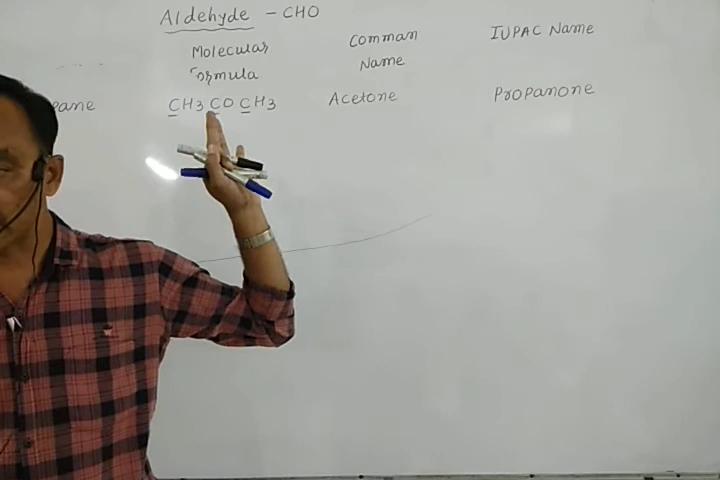 Aldehyde - CHO
Molecular Formula
Comman Name
IUPAC Name
pane CH3COCH3 Acetone Propanone